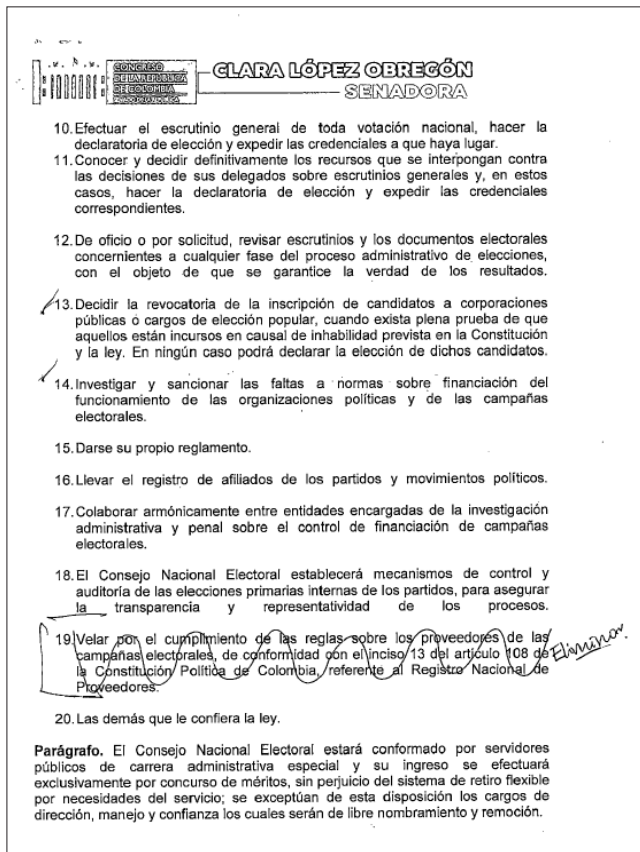 CONGRESO
DE LA REPÚBLICA
DE COLOMBIA
CLARA LÓPEZ OBREGÓN
SENADORA
10. Efectuar el escrutinio general de toda votación nacional, hacer la
declaratoria de elección y expedir las credenciales a que haya lugar.
11. Conocer y decidir definitivamente los recursos que se interpongan contra
las decisiones de sus delegados sobre escrutinios generales y, en estos
casos, hacer la declaratoria de elección y expedir las credenciales
correspondientes.
12. De oficio o por solicitud, revisar escrutinios y los documentos electorales
concernientes a cualquier fase del proceso administrativo de elecciones,
con el objeto de que se garantice la verdad de los resultados.
13. Decidir la revocatoria de la inscripción de candidatos a corporaciones
públicas o cargos de elección popular, cuando exista plena prueba de que
aquellos están incursos en causal de inhabilidad prevista en la Constitución
y la ley. En ningún caso podrá declarar la elección de dichos candidatos.
14. Investigar y sancionar las faltas a normas sobre financiación del
funcionamiento de las organizaciones políticas y de las campañas
electorales.
15. Darse su propio reglamento.
16. Llevar el registro de afiliados de los partidos y movimientos políticos.
17. Colaborar armónicamente entre entidades encargadas de la investigación
administrativa y penal sobre el control de financiación de campañas
electorales.
18. El Consejo Nacional Electoral establecerá mecanismos de control y
auditoría de las elecciones primarias internas de los partidos, para asegurar
la transparencia y representatividad de los procesos.
19. Velar por el cumplimiento de las reglas sobre los proveedores de las
campañas electorales, de conformidad con el inciso 13 del artículo 108 de Eliminar
la Constitución Política de Colombia, referente al Registro Nacional de
Proveedores.
20. Las demás que le confiera la ley.
Parágrafo. El Consejo Nacional Electoral estará conformado por servidores
públicos de carrera administrativa especial y su ingreso se efectuará
exclusivamente por concurso de méritos, sin perjuicio del sistema de retiro flexible
por necesidades del servicio; se exceptúan de esta disposición los cargos de
dirección, manejo y confianza los cuales serán de libre nombramiento y remoción.